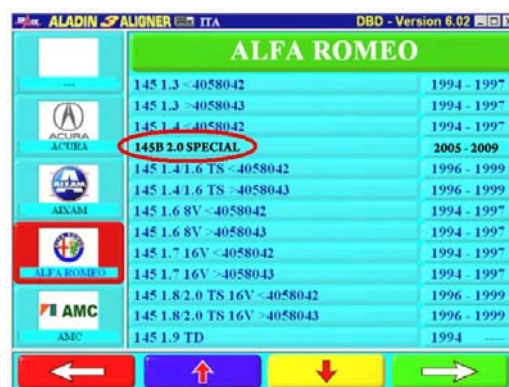 ALADIN ALIGNER ITA DBD - Version 6.02
ALFA ROMEO
---
145 1.3 <4058042 1994 - 1997
145 1.3 >4058043 1994 - 1997
ACURA
145 1.4 <4058042 1994 - 1997
ACURA
145B 2.0 SPECIAL 2005 - 2009
145 1.4/1.6 TS <4058042 1996 - 1999
AIXAM
145 1.4/1.6 TS >4058043 1996 - 1999
AIXAM
145 1.6 8V <4058042 1994 - 1997
145 1.6 8V >4058043 1994 - 1997
145 1.7 16V <4058042 1994 - 1997
ALFA ROMEO
145 1.7 16V >4058043 1994 - 1997
145 1.8/2.0 TS 16V <4058042 1996 - 1999
AMC
145 1.8/2.0 TS 16V >4058043 1996 - 1999
AMC
145 1.9 TD 1994 ----